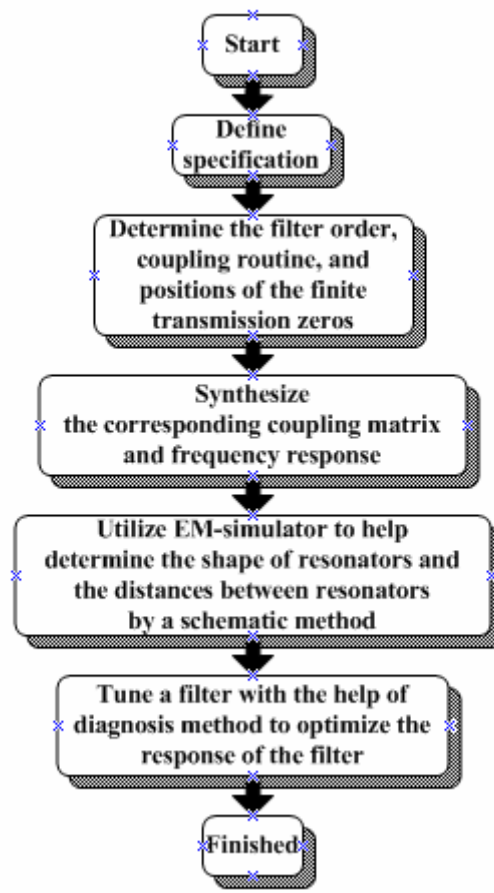 Start
Define
specification
Determine the filter order,
coupling routine, and
positions of the finite
transmission zeros
Synthesize
the corresponding coupling matrix
and frequency response
Utilize EM-simulator to help
determine the shape of resonators and
the distances between resonators
by a schematic method
Tune a filter with the help of
diagnosis method to optimize the
response of the filter
Finished